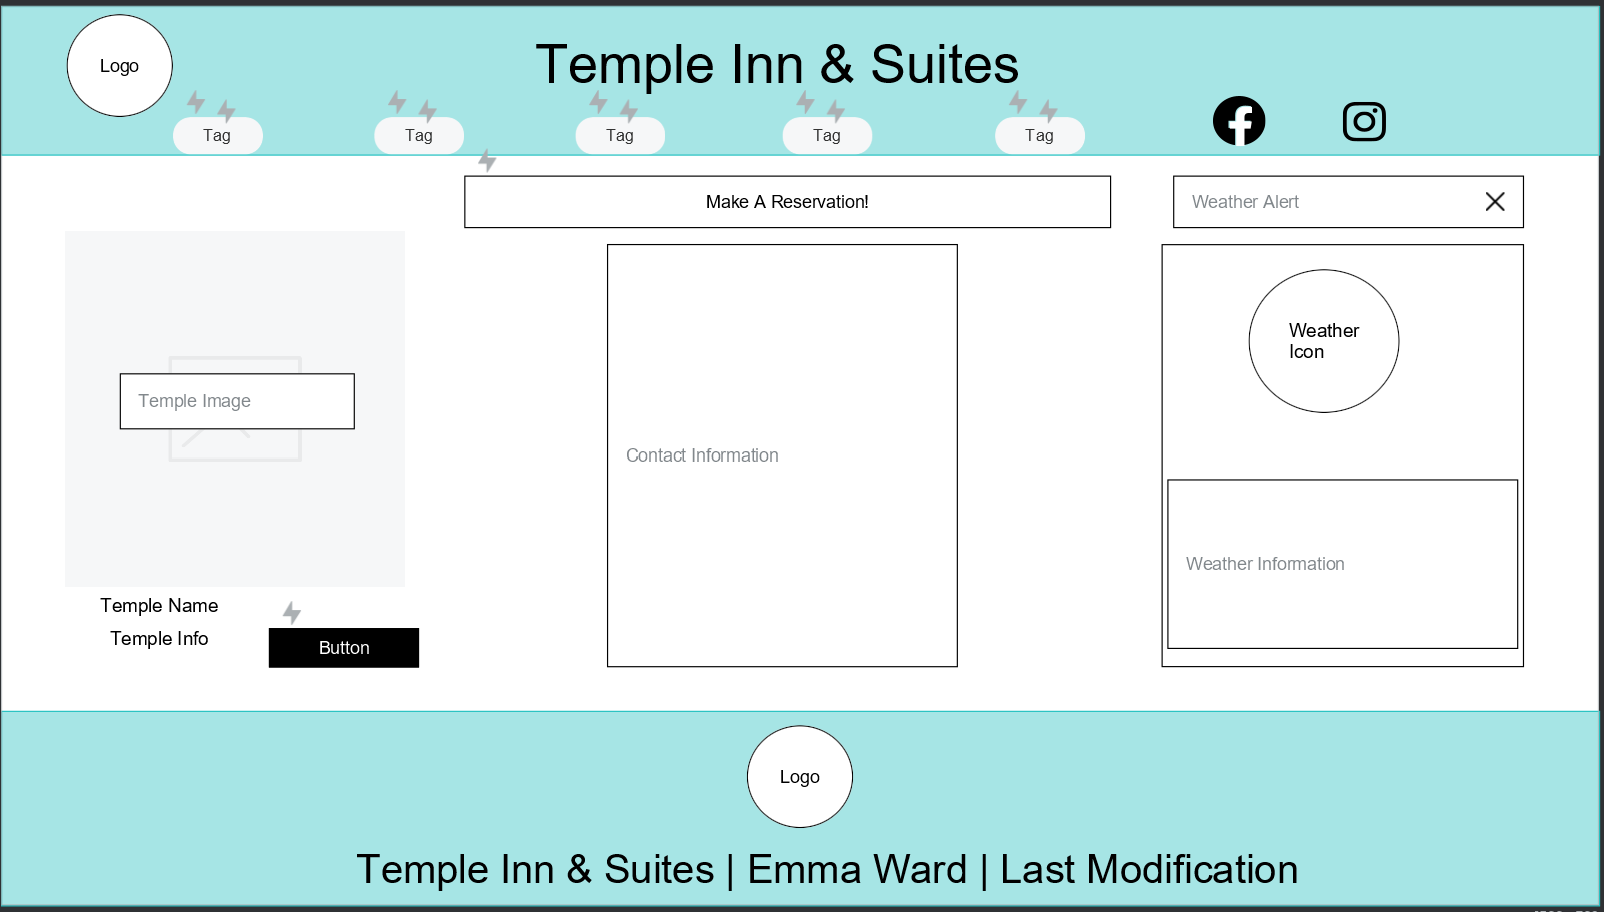 Logo
Temple Inn & Suites
Tag
Tag
Tag
Tag
Tag
Make A Reservation!
Weather Alert
Temple Image
Temple Name
Temple Info
Button
Contact Information
Weather
Icon
Weather Information
Logo
Temple Inn & Suites | Emma Ward | Last Modification